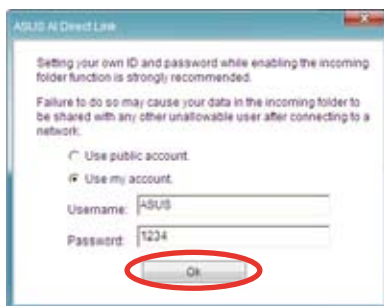 ASUS AI Direct Link
Setting your own ID and password while enabling the incoming
folder function is strongly recommended.
Failure to do so may cause your data in the incoming folder to
be shared with any other unallowable user after connecting to a
network.
Use public account.
Use my account.
Username: ASUS
Password: 1234
Ok